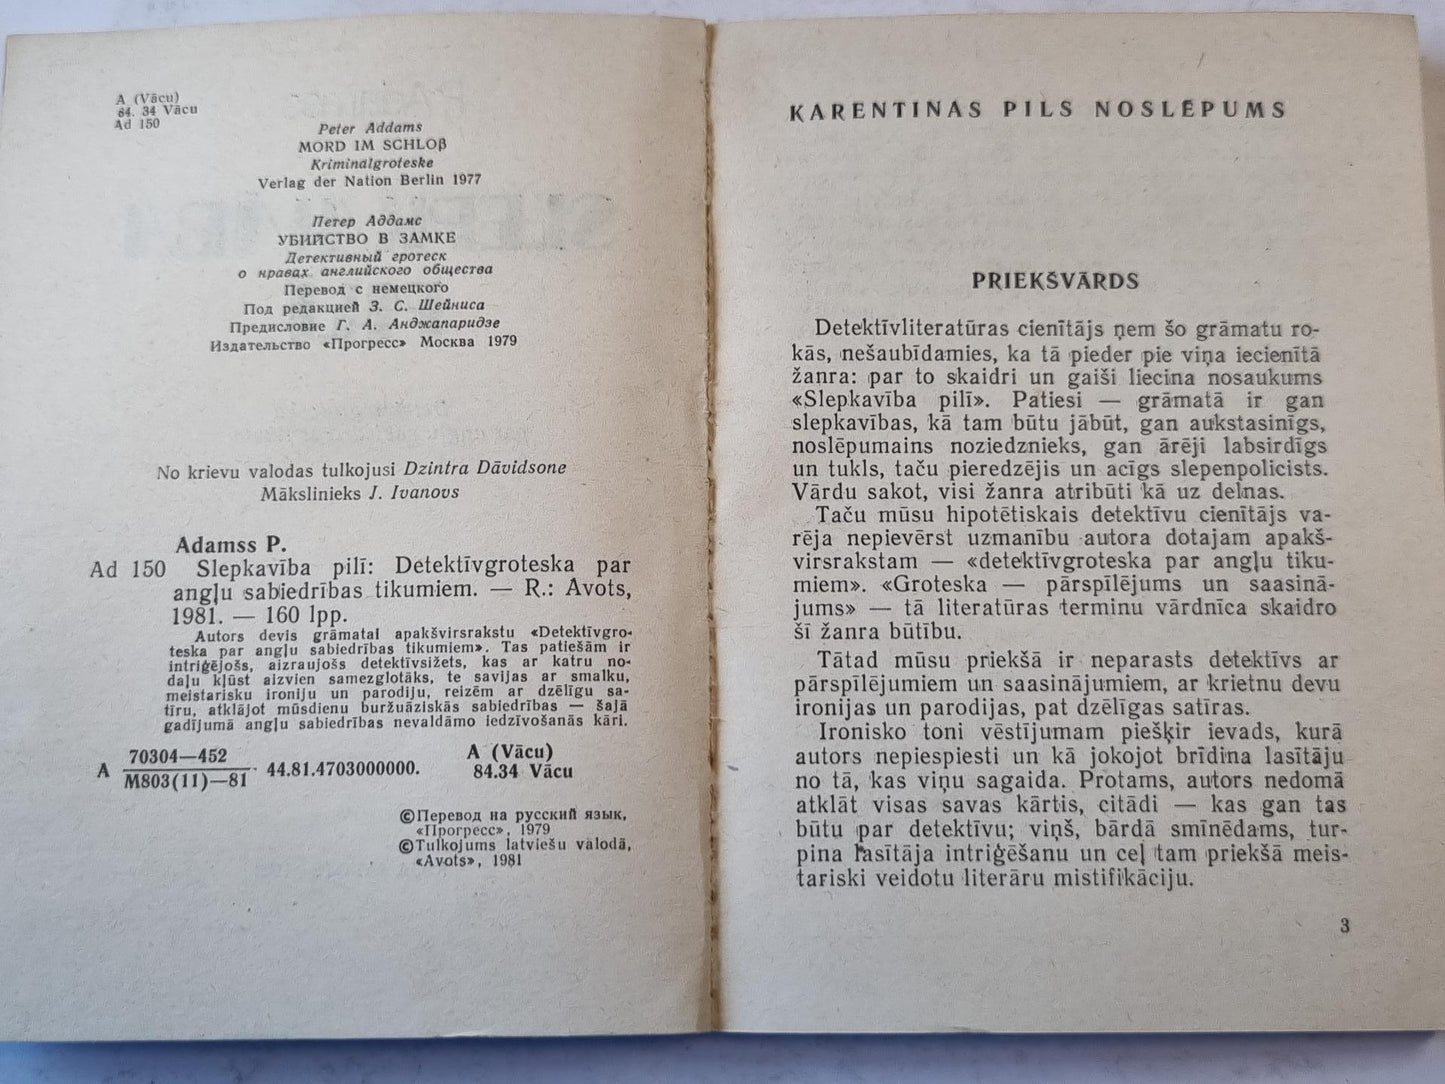 A (Vācu)
84. 34 Vācu
Ad 150
Peter Addams
MORD IM SCHLOß
Kriminalgroteske
Verlag der Nation Berlin 1977
Петер Аддамс
УБИЙСТВО В ЗАМКЕ
Детективный гротеск
о нравах английского общества
Перевод с немецкого
Под редакцией З. С. Шейниса
Предисловие Г. А. Анджапаридзе
Издательство «Прогресс» Москва 1979
No krievu valodas tulkojusi Dzintra Dāvidsone
Mākslinieks J. Ivanovs
Adamss P.
Ad 150 Slepkavība pilī: Detektīvgroteska par
angļu sabiedrības tikumiem. — R.: Avots,
1981. — 160 lpp.
Autors devis grāmatai apakšvirsrakstu «Detektīvgro-
teska par angļu sabiedrības tikumiem». Tas patiešām ir
intriģējošs, aizraujošs detektīvsižets, kas ar katru no-
daļu kļūst aizvien samezglotāks, te savijas ar smalku,
meistarisku ironiju un parodiju, reizēm ar dzēlīgu sa-
tīru, atklājot mūsdienu buržuāziskās sabiedrības — šajā
gadījumā angļu sabiedrības nevaldāmo iedzīvošanās kāri.
A 70304—452
M803(11)—81 · 44.81.4703000000.
A (Vācu)
84.34 Vācu
©Перевод на русский язык,
«Прогресс», 1979
©Tulkojums latviešu valodā,
«Avots», 1981
KARENTINAS PILS NOSLĒPUMS
PRIEKŠVĀRDS
Detektīvliteratūras cienītājs ņem šo grāmatu ro-
kās, nešaubīdamies, ka tā pieder pie viņa iecienītā
žanra: par to skaidri un gaiši liecina nosaukums
«Slepkavība pilī». Patiesi — grāmatā ir gan
slepkavības, kā tam būtu jābūt, gan aukstasinīgs,
noslēpumains noziedznieks, gan ārēji labsirdīgs
un tukls, taču pieredzējis un acīgs slepenpolicists.
Vārdu sakot, visi žanra atribūti kā uz delnas.
Taču mūsu hipotētiskais detektīvu cienītājs va-
rēja nepievērst uzmanību autora dotajam apakš-
virsrakstam — «detektīvgroteska par angļu tiku-
miem». «Groteska — pārspīlējums un saasinā-
jums» — tā literatūras terminu vārdnīca skaidro
šī žanra būtību.
Tātad mūsu priekšā ir neparasts detektīvs ar
pārspīlējumiem un saasinājumiem, ar krietnu devu
ironijas un parodijas, pat dzēlīgas satīras.
Ironisko toni vēstījumam piešķir ievads, kurā
autors nepiespiesti un kā jokojot brīdina lasītāju
no tā, kas viņu sagaida. Protams, autors nedomā
atklāt visas savas kārtis, citādi — kas gan tas
būtu par detektīvu; viņš, bārdā smīnēdams, tur-
pina lasītāja intriģēšanu un ceļ tam priekšā meis-
tariski veidotu literāru mistifikāciju.
3